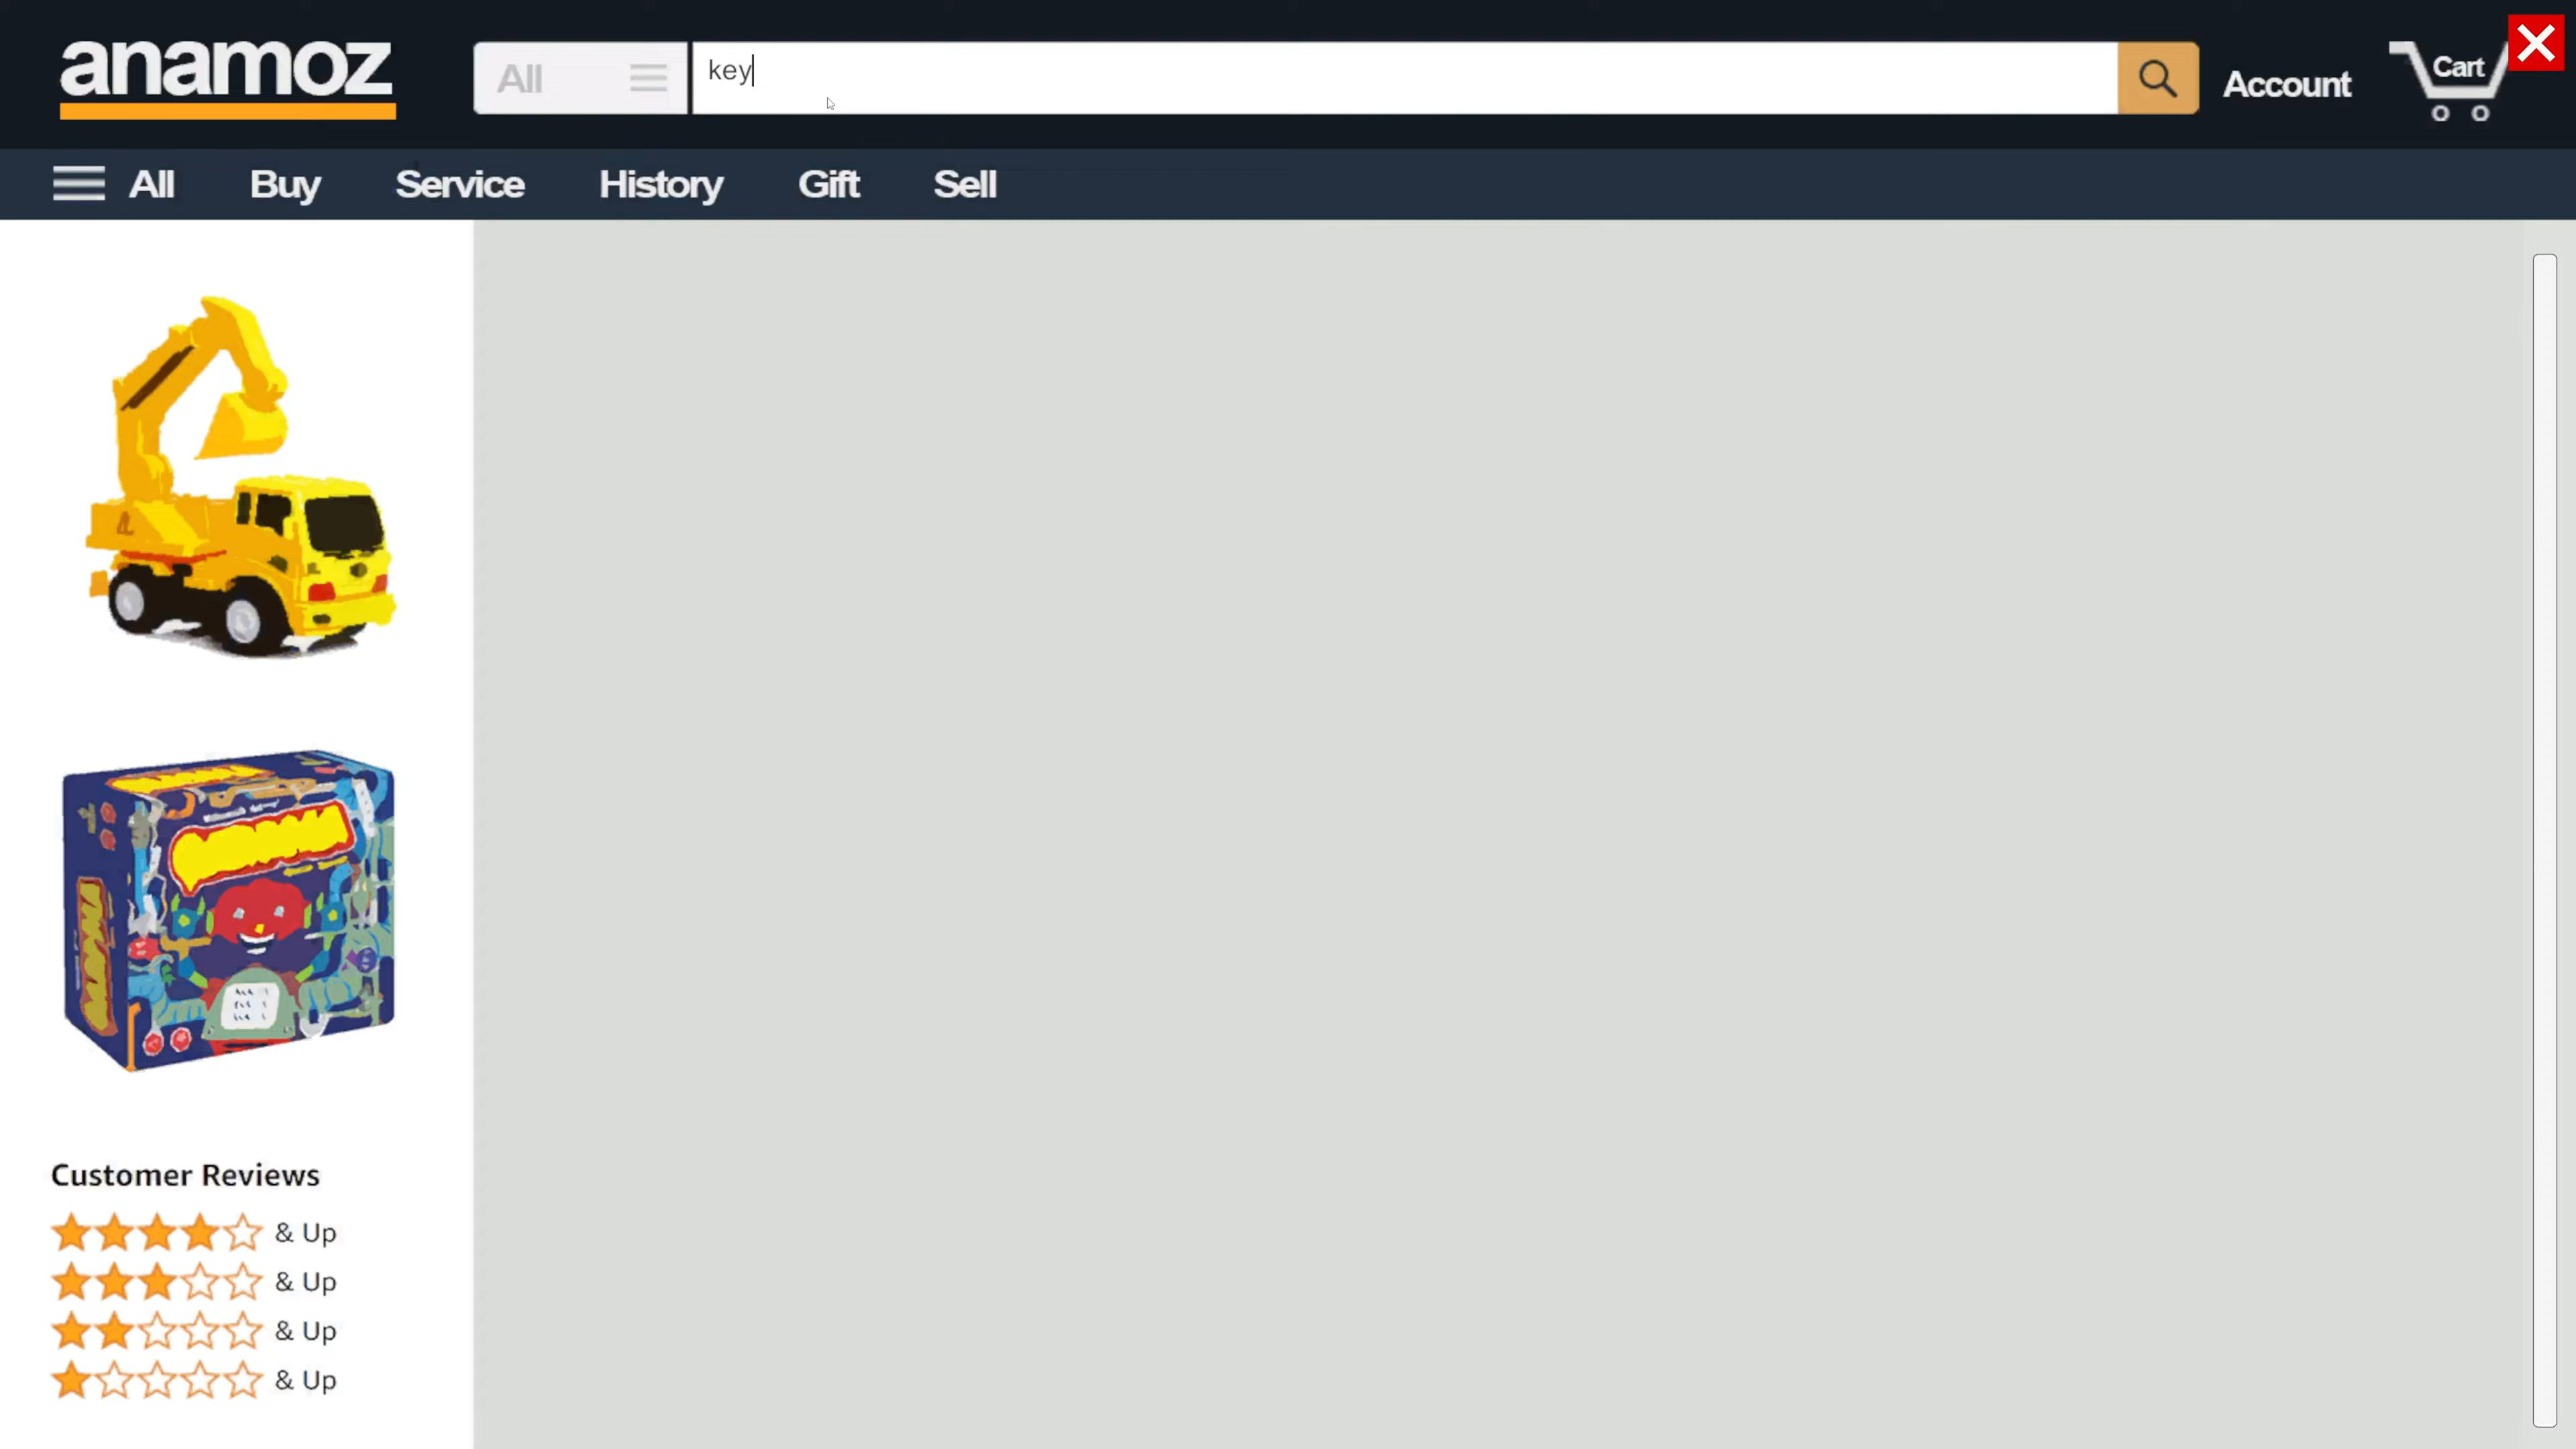 anamoz
All
key
Account
Cart
All
Buy
Service
History
Gift
Sell
Customer Reviews
& Up
& Up
& Up
& Up